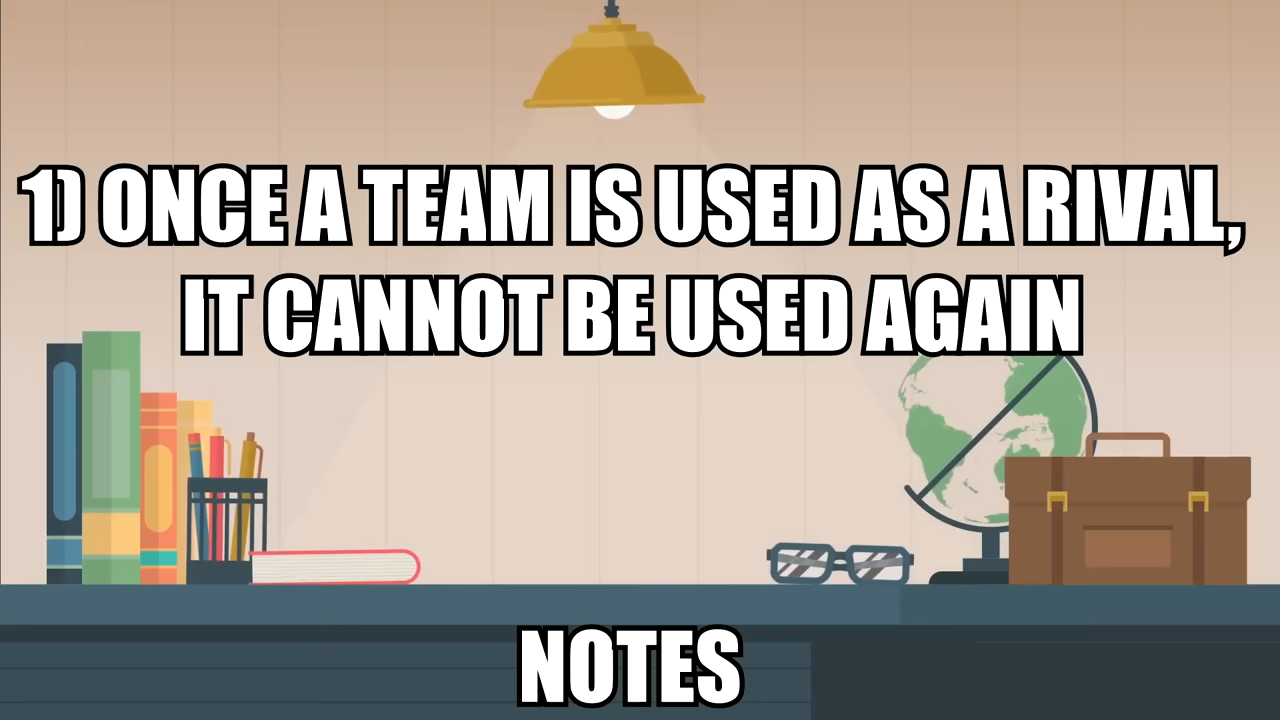 1) ONCE A TEAM IS USED AS A RIVAL,
IT CANNOT BE USED AGAIN
NOTES